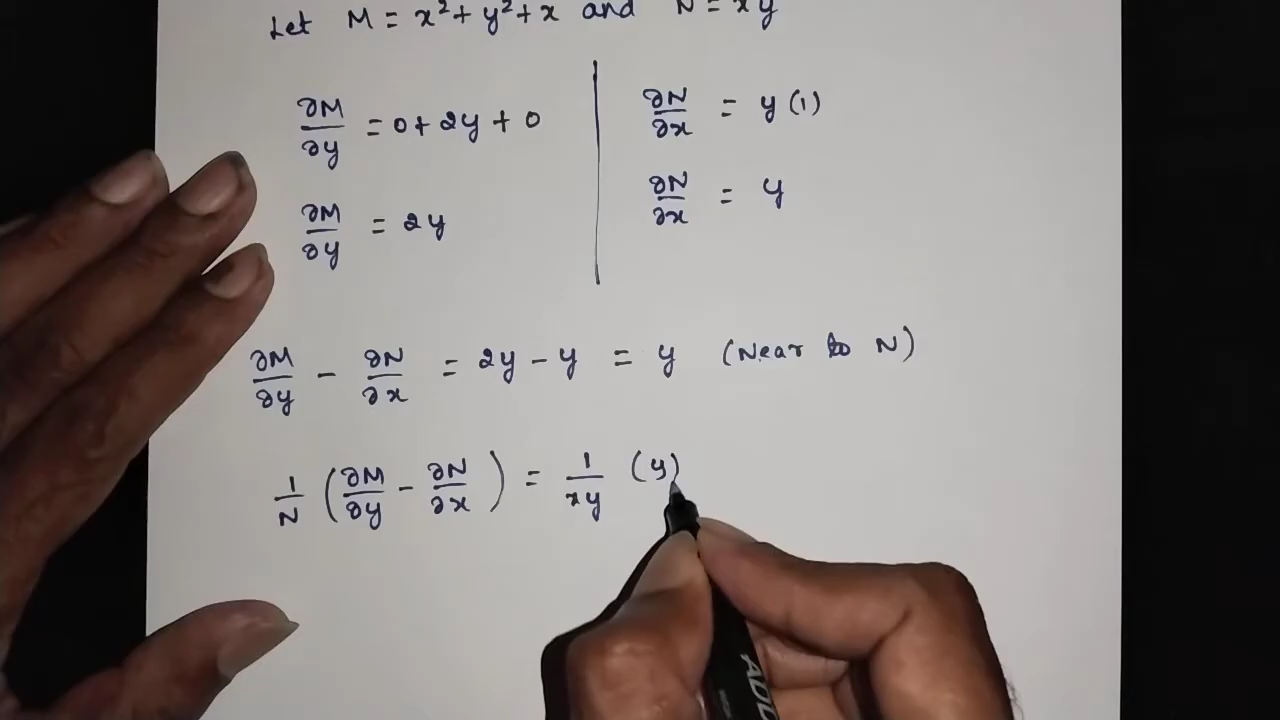 Let M = x² + y² + x and N = xy
∂M/∂y = 0 + 2y + 0
∂M/∂y = 2y
∂N/∂x = y (1)
∂N/∂x = y
∂M/∂y - ∂N/∂x = 2y - y = y (Near to N)
1/N (∂M/∂y - ∂N/∂x) = 1/xy (y)